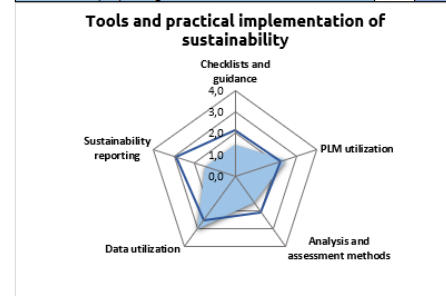 Tools and practical implementation of
sustainability
Checklists and
guidance
4,0
3,0
2,0
1,0
0,0
Sustainability
reporting
PLM utilization
Data utilization
Analysis and
assessment methods